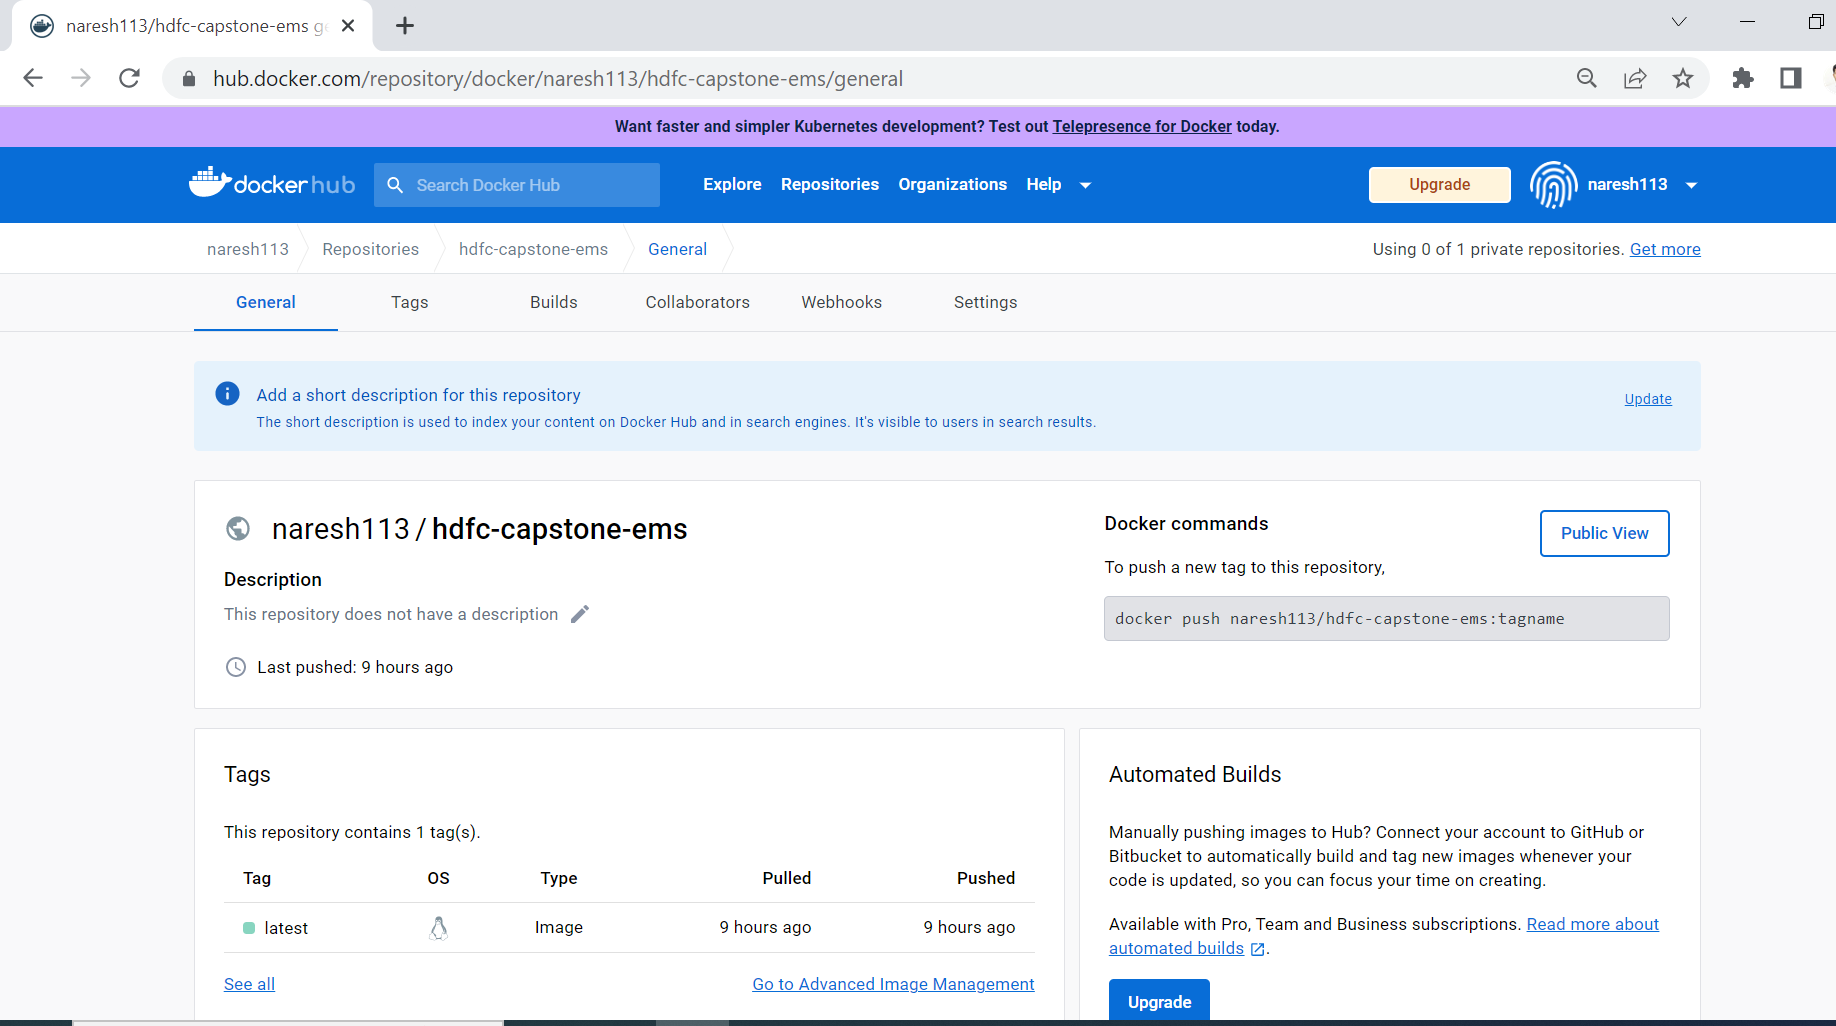 naresh113/hdfc-capstone-ems ge
hub.docker.com/repository/docker/naresh113/hdfc-capstone-ems/general
Want faster and simpler Kubernetes development? Test out Telepresence for Docker today.
docker hub
Search Docker Hub
Explore
Repositories
Organizations
Help
Upgrade
naresh113
naresh113
Repositories
hdfc-capstone-ems
General
Using 0 of 1 private repositories. Get more
General
Tags
Builds
Collaborators
Webhooks
Settings
Add a short description for this repository
Update
The short description is used to index your content on Docker Hub and in search engines. It's visible to users in search results.
naresh113 / hdfc-capstone-ems
Description
This repository does not have a description
Last pushed: 9 hours ago
Docker commands
Public View
To push a new tag to this repository,
docker push naresh113/hdfc-capstone-ems:tagname
Tags
This repository contains 1 tag(s).
Tag OS Type Pulled Pushed
latest Image 9 hours ago 9 hours ago
See all
Go to Advanced Image Management
Automated Builds
Manually pushing images to Hub? Connect your account to GitHub or
Bitbucket to automatically build and tag new images whenever your
code is updated, so you can focus your time on creating.
Available with Pro, Team and Business subscriptions. Read more about
automated builds .
Upgrade